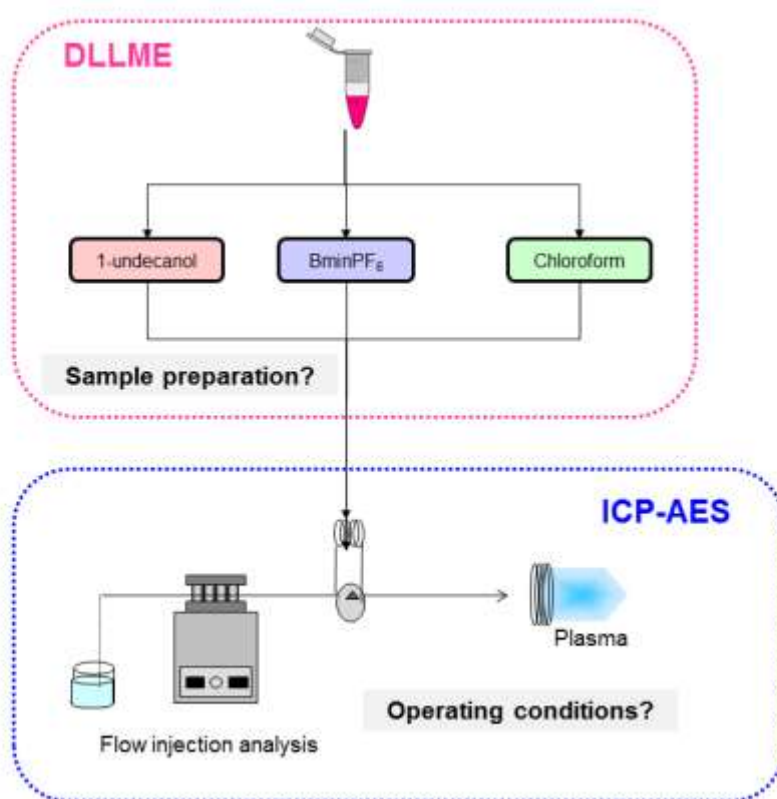 DLLME
1-undecanol
BminPF₆
Chloroform
Sample preparation?
ICP-AES
Plasma
Operating conditions?
Flow injection analysis